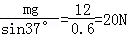 mg/sin37° = 12/0.6 = 20N